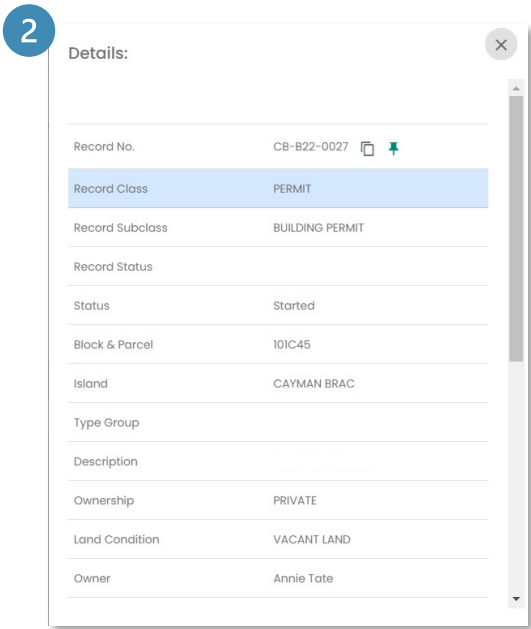 2
Details:
Record No. CB-B22-0027
Record Class PERMIT
Record Subclass BUILDING PERMIT
Record Status
Status Started
Block & Parcel 101C45
Island CAYMAN BRAC
Type Group
Description
Ownership PRIVATE
Land Condition VACANT LAND
Owner Annie Tate